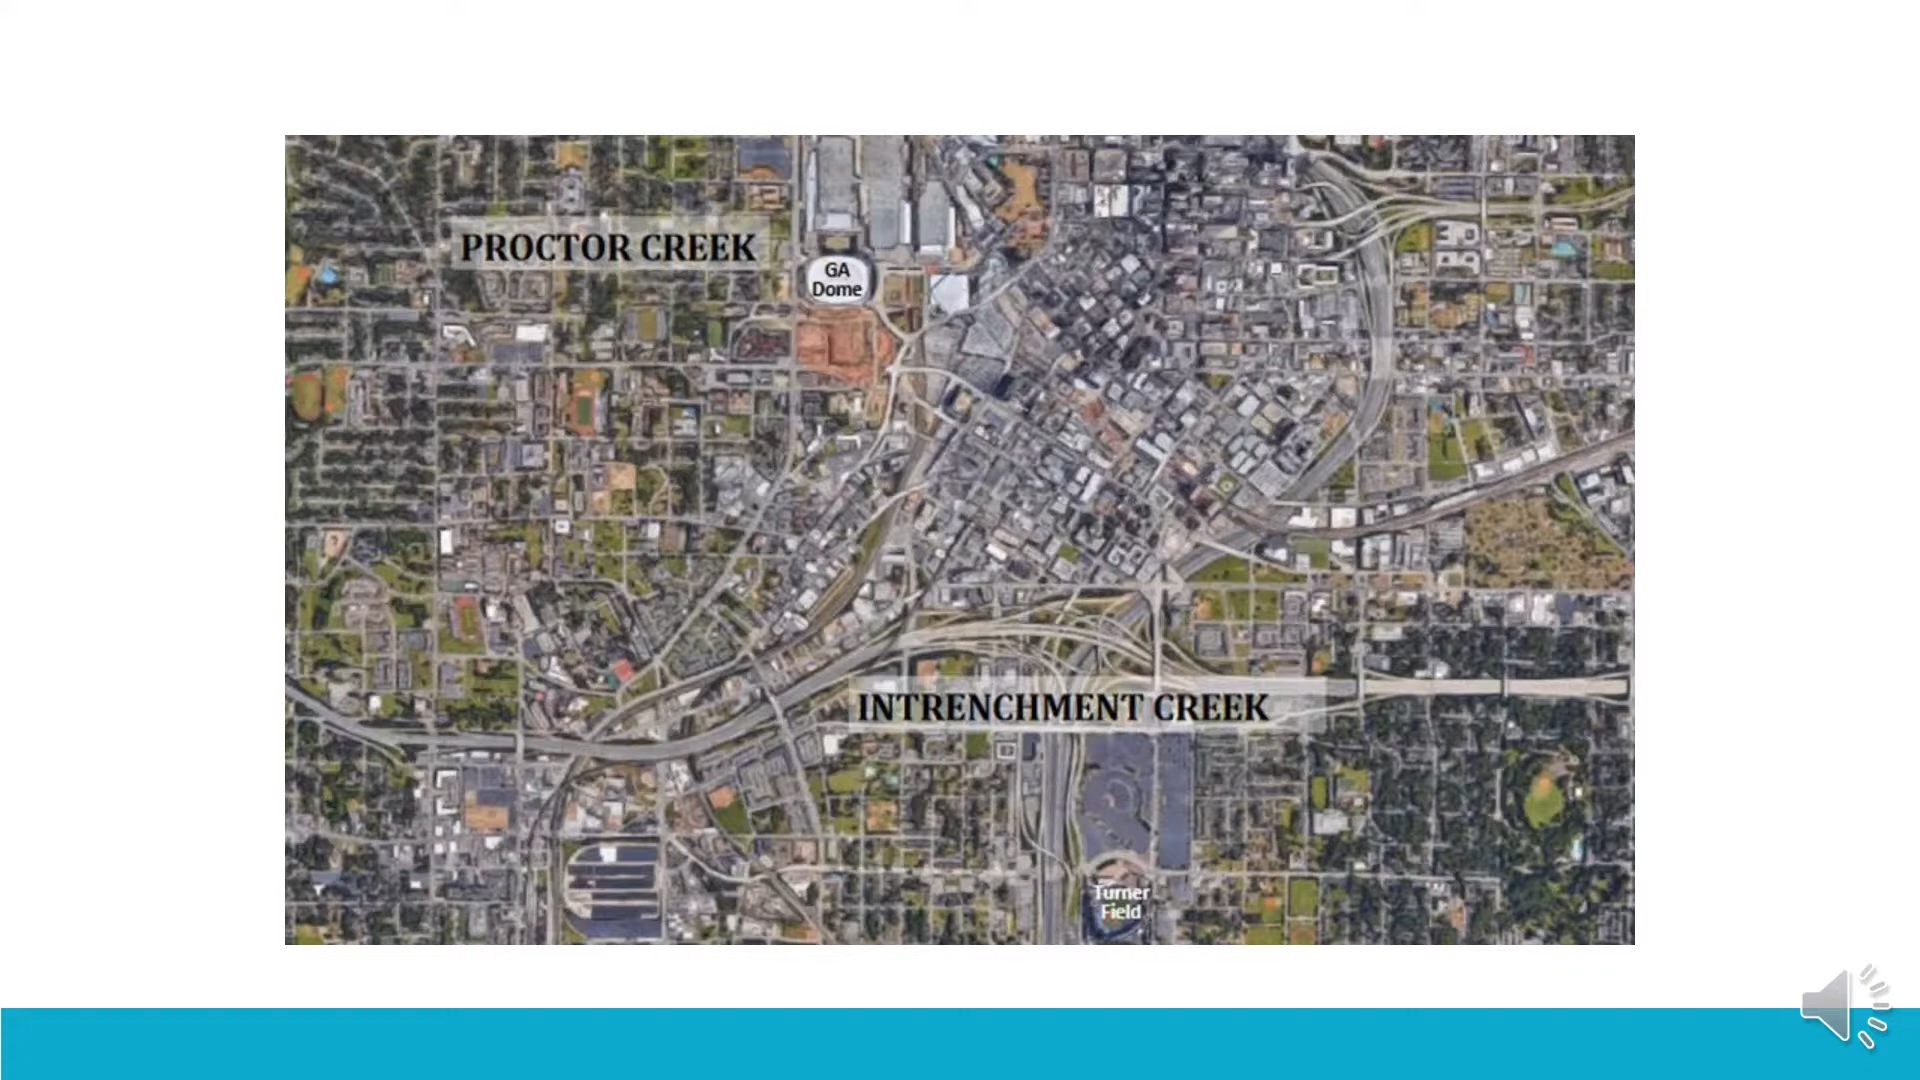 PROCTOR CREEK
GA
Dome
INTRENCHMENT CREEK
Turner
Field